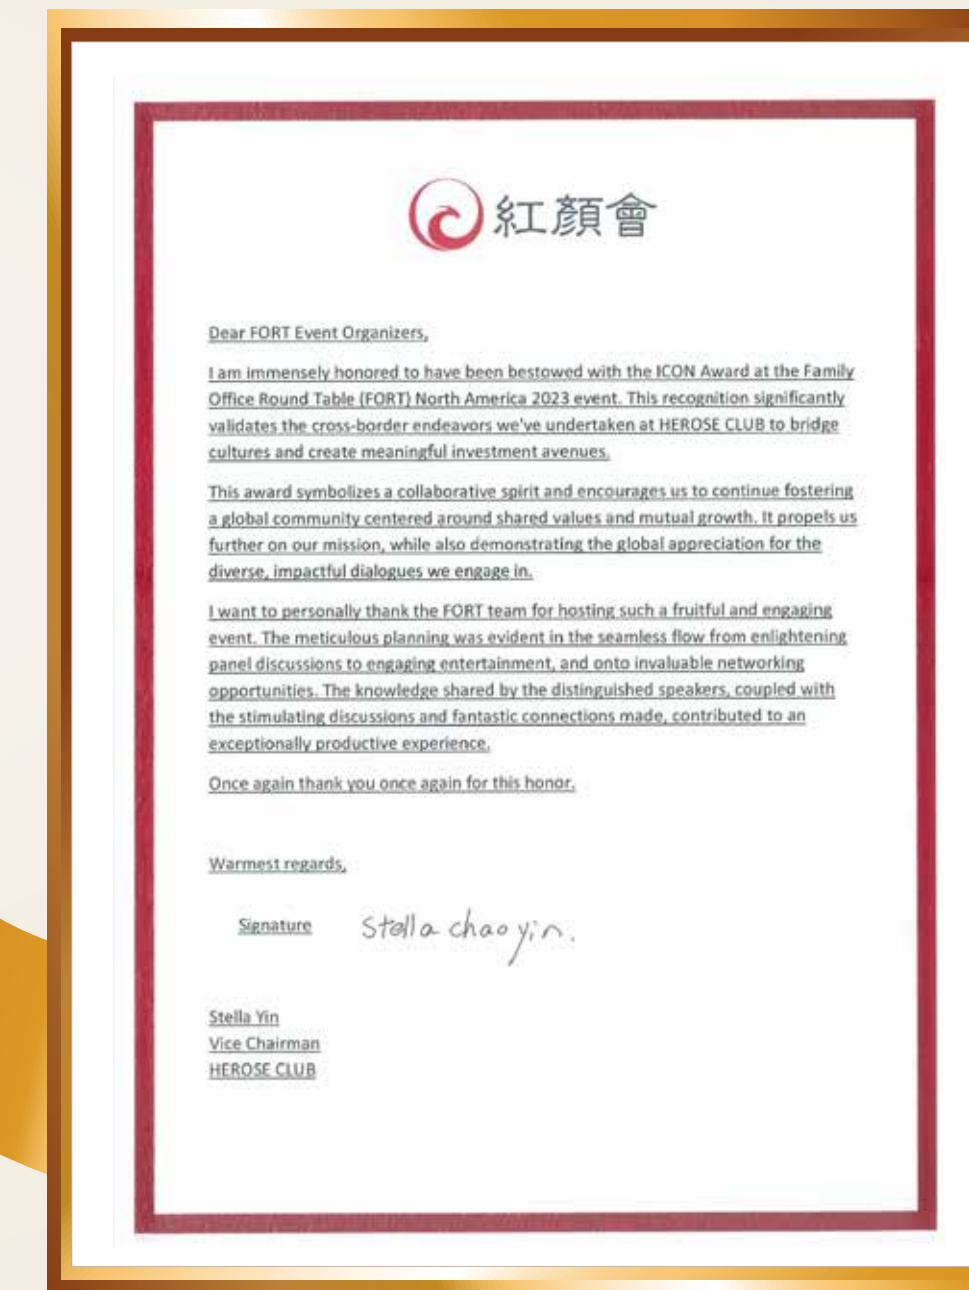 紅顏會
Dear FORT Event Organizers,
I am immensely honored to have been bestowed with the ICON Award at the Family
Office Round Table (FORT) North America 2023 event. This recognition significantly
validates the cross-border endeavors we've undertaken at HEROSE CLUB to bridge
cultures and create meaningful investment avenues.
This award symbolizes a collaborative spirit and encourages us to continue fostering
a global community centered around shared values and mutual growth. It propels us
further on our mission, while also demonstrating the global appreciation for the
diverse, impactful dialogues we engage in.
I want to personally thank the FORT team for hosting such a fruitful and engaging
event. The meticulous planning was evident in the seamless flow from enlightening
panel discussions to engaging entertainment, and onto invaluable networking
opportunities. The knowledge shared by the distinguished speakers, coupled with
the stimulating discussions and fantastic connections made, contributed to an
exceptionally productive experience.
Once again thank you once again for this honor.
Warmest regards,
Signature Stella chao yin.
Stella Yin
Vice Chairman
HEROSE CLUB